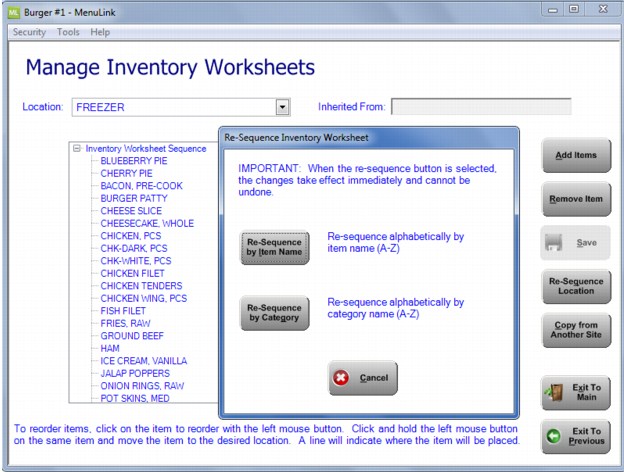 ML Burger #1 - MenuLink
Security Tools Help
Manage Inventory Worksheets
Location: FREEZER Inherited From:
Inventory Worksheet Sequence
BLUEBERRY PIE
CHERRY PIE
BACON, PRE-COOK
BURGER PATTY
CHEESE SLICE
CHEESECAKE, WHOLE
CHICKEN, PCS
CHK-DARK, PCS
CHK-WHITE, PCS
CHICKEN FILET
CHICKEN TENDERS
CHICKEN WING, PCS
FISH FILET
FRIES, RAW
GROUND BEEF
HAM
ICE CREAM, VANILLA
JALAP POPPERS
ONION RINGS, RAW
POT SKINS, MED
Re-Sequence Inventory Worksheet
IMPORTANT: When the re-sequence button is selected,
the changes take effect immediately and cannot be
undone.
Re-Sequence
by Item Name
Re-sequence alphabetically by
item name (A-Z)
Re-Sequence
by Category
Re-sequence alphabetically by
category name (A-Z)
Cancel
Add Items
Remove Item
Save
Re-Sequence
Location
Copy from
Another Site
Exit To
Main
Exit To
Previous
To reorder items, click on the item to reorder with the left mouse button. Click and hold the left mouse button
on the same item and move the item to the desired location. A line will indicate where the item will be placed.